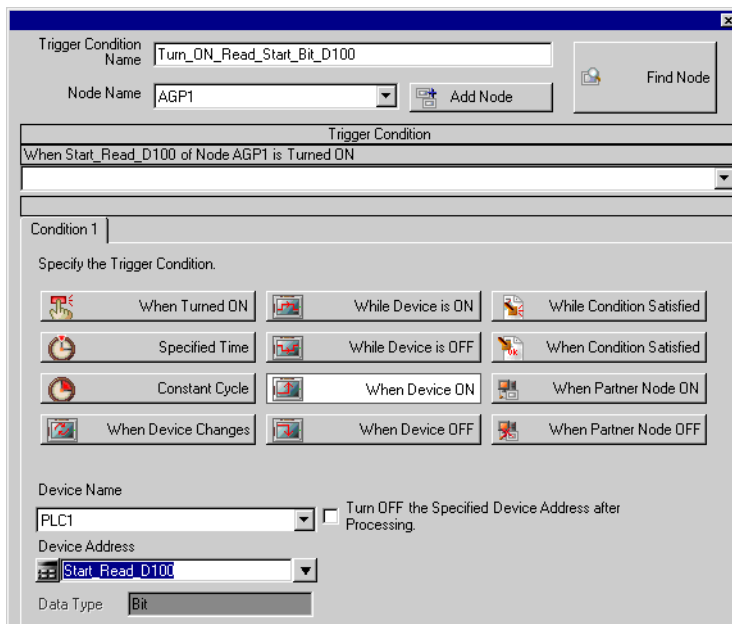 Trigger Condition
Name
Turn_ON_Read_Start_Bit_D100
Find Node
Node Name
AGP1
Add Node
Trigger Condition
When Start_Read_D100 of Node AGP1 is Turned ON
Condition 1
Specify the Trigger Condition.
When Turned ON
While Device is ON
While Condition Satisfied
Specified Time
While Device is OFF
When Condition Satisfied
Constant Cycle
When Device ON
When Partner Node ON
When Device Changes
When Device OFF
When Partner Node OFF
Device Name
PLC1
Turn OFF the Specified Device Address after
Processing.
Device Address
Start_Read_D100
Data Type
Bit